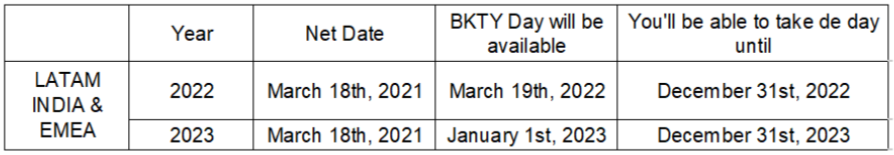 Year
Net Date
BKTY Day will be
available
You'll be able to take de day
until
LATAM
INDIA &
EMEA
2022
March 18th, 2021
March 19th, 2022
December 31st, 2022
2023
March 18th, 2021
January 1st, 2023
December 31st, 2023